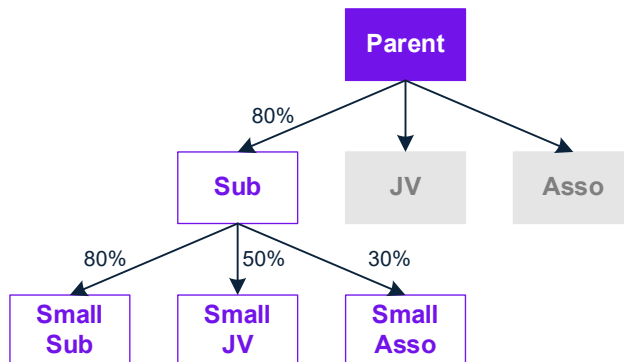 Parent
80%
Sub
JV
Asso
80%
50%
30%
Small
Sub
Small
JV
Small
Asso